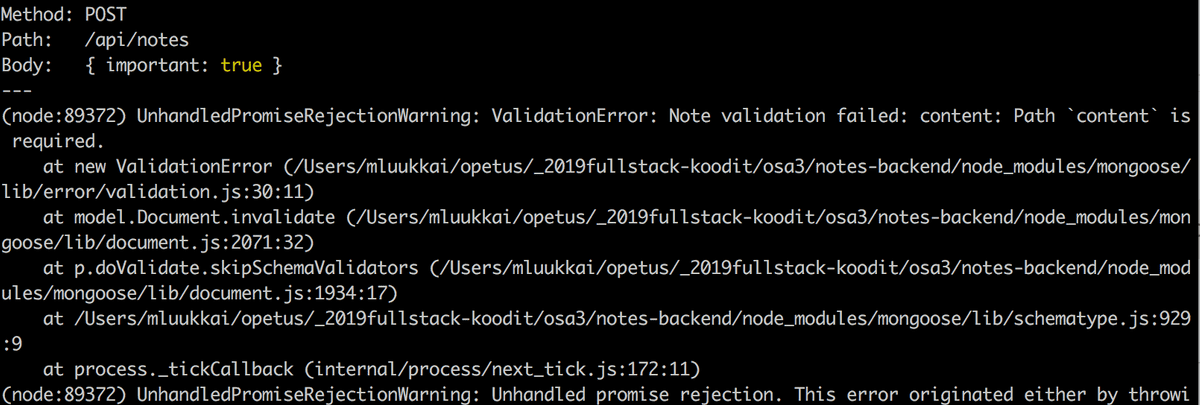 Method: POST
Path:   /api/notes
Body:   { important: true }
---
(node:89372) UnhandledPromiseRejectionWarning: ValidationError: Note validation failed: content: Path `content` is
 required.
    at new ValidationError (/Users/mluukkai/opetus/_2019fullstack-koodit/osa3/notes-backend/node_modules/mongoose/
lib/error/validation.js:30:11)
    at model.Document.invalidate (/Users/mluukkai/opetus/_2019fullstack-koodit/osa3/notes-backend/node_modules/mon
goose/lib/document.js:2071:32)
    at p.doValidate.skipSchemaValidators (/Users/mluukkai/opetus/_2019fullstack-koodit/osa3/notes-backend/node_mod
ules/mongoose/lib/document.js:1934:17)
    at /Users/mluukkai/opetus/_2019fullstack-koodit/osa3/notes-backend/node_modules/mongoose/lib/schematype.js:929
:9
    at process._tickCallback (internal/process/next_tick.js:172:11)
(node:89372) UnhandledPromiseRejectionWarning: Unhandled promise rejection. This error originated either by throwi